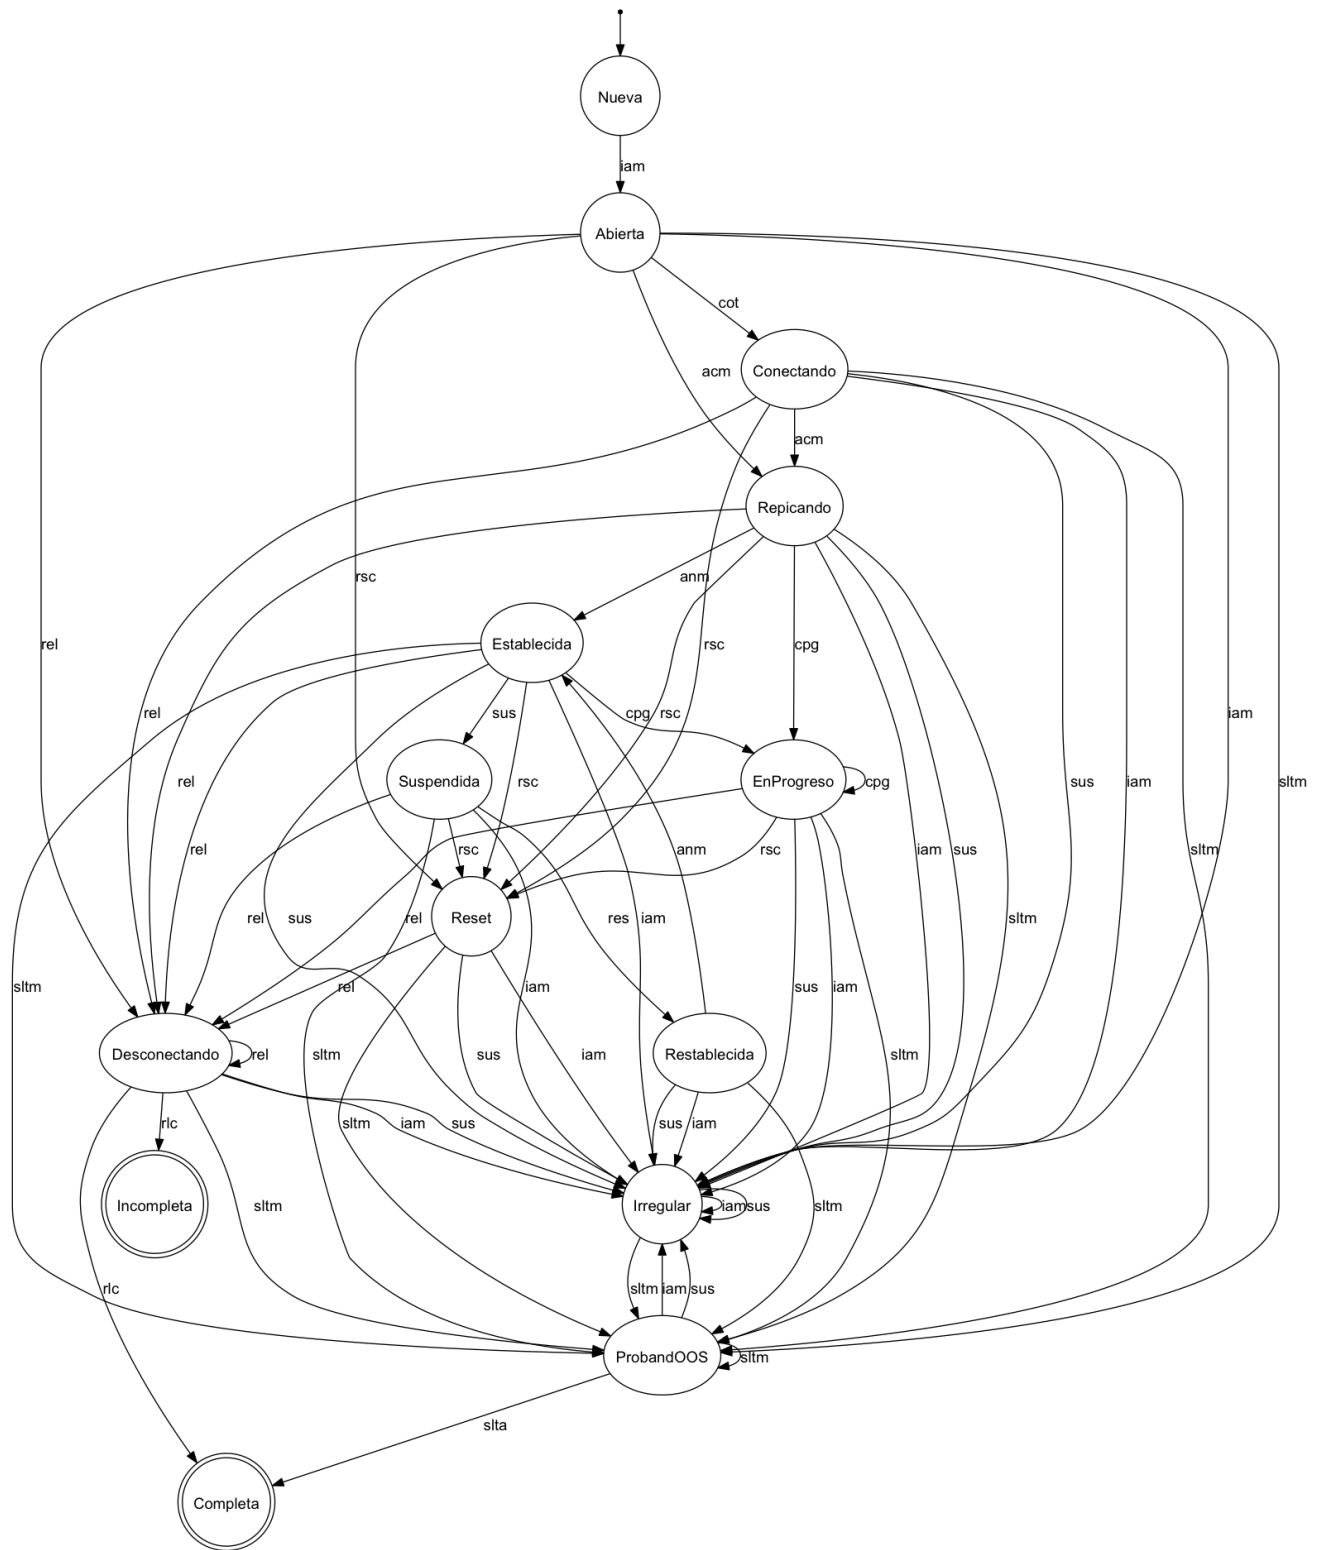 Nueva
iam
Abierta
cot
acm
Conectando
acm
Repicando
rsc
anm
rel
rsc
cpg
Establecida
rel
sus
cpg
rsc
iam
rel
sus
iam
sltm
Suspendida
rsc
EnProgreso
cpg
rel
rsc
anm
rsc
iam
sus
sltm
rel
sus
rel
Reset
res
iam
sltm
sltm
rel
iam
sus
iam
Desconectando
rel
sltm
sus
iam
Restablecida
sltm
rlc
sltm
iam
sus
sus
iam
Incompleta
sltm
Irregular
iam
sus
sltm
rlc
sltm
iam
sus
ProbandOOS
sltm
slta
Completa